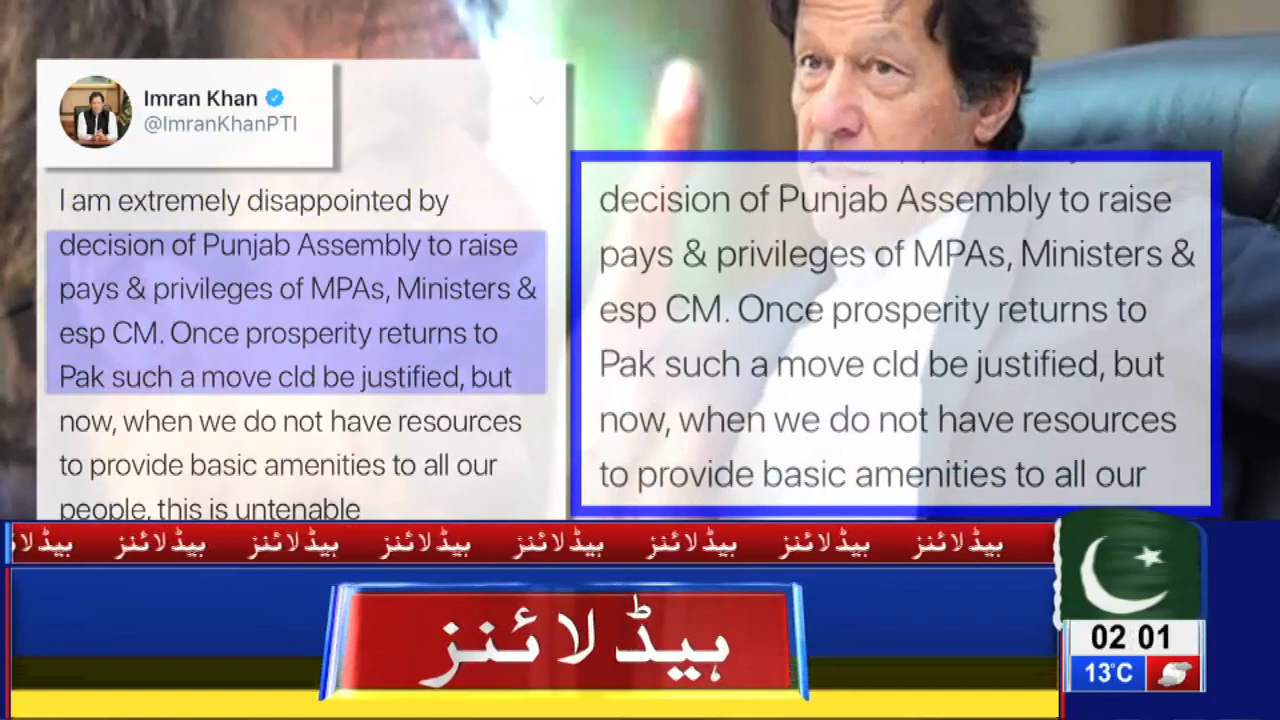 Imran Khan
@ImranKhanPTI
I am extremely disappointed by
decision of Punjab Assembly to raise
pays & privileges of MPAs, Ministers &
esp CM. Once prosperity returns to
Pak such a move cld be justified, but
now, when we do not have resources
to provide basic amenities to all our
people, this is untenable
decision of Punjab Assembly to raise
pays & privileges of MPAs, Ministers &
esp CM. Once prosperity returns to
Pak such a move cld be justified, but
now, when we do not have resources
to provide basic amenities to all our
ہیڈلائنز ہیڈلائنز ہیڈلائنز ہیڈلائنز ہیڈلائنز ہیڈلائنز ہیڈلائنز
ہیڈلائنز
02 01
13°C